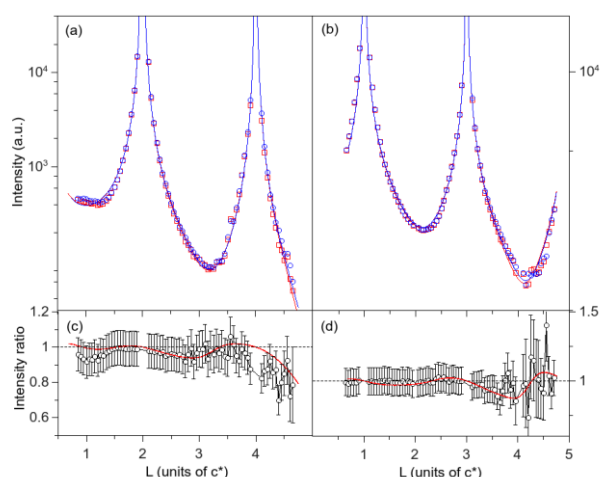 (a)
(b)
10⁴
10³
Intensity (a.u.)
10⁴
(c)
(d)
1.2
1
0.8
0.6
Intensity ratio
1.5
1
1 2 3 4
1 2 3 4 5
L (units of c*)
L (units of c*)